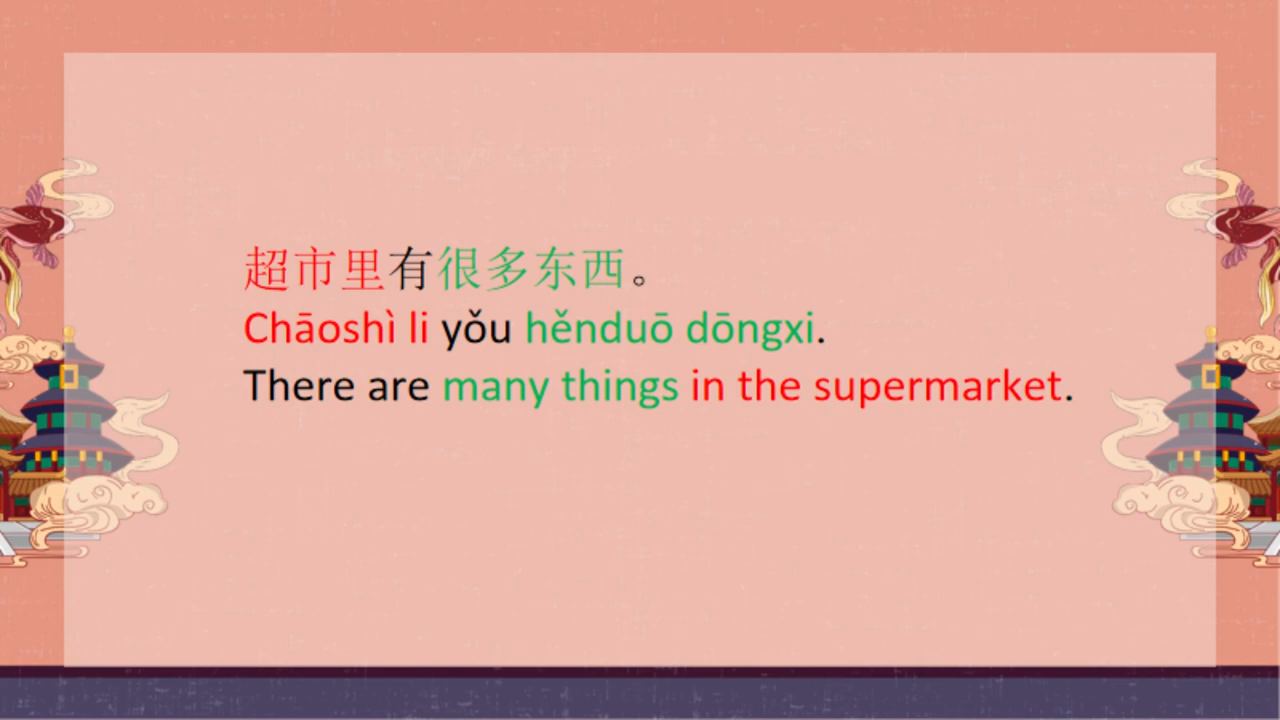 超市里有很多东西。
Chāoshì li yǒu hěnduō dōngxi.
There are many things in the supermarket.